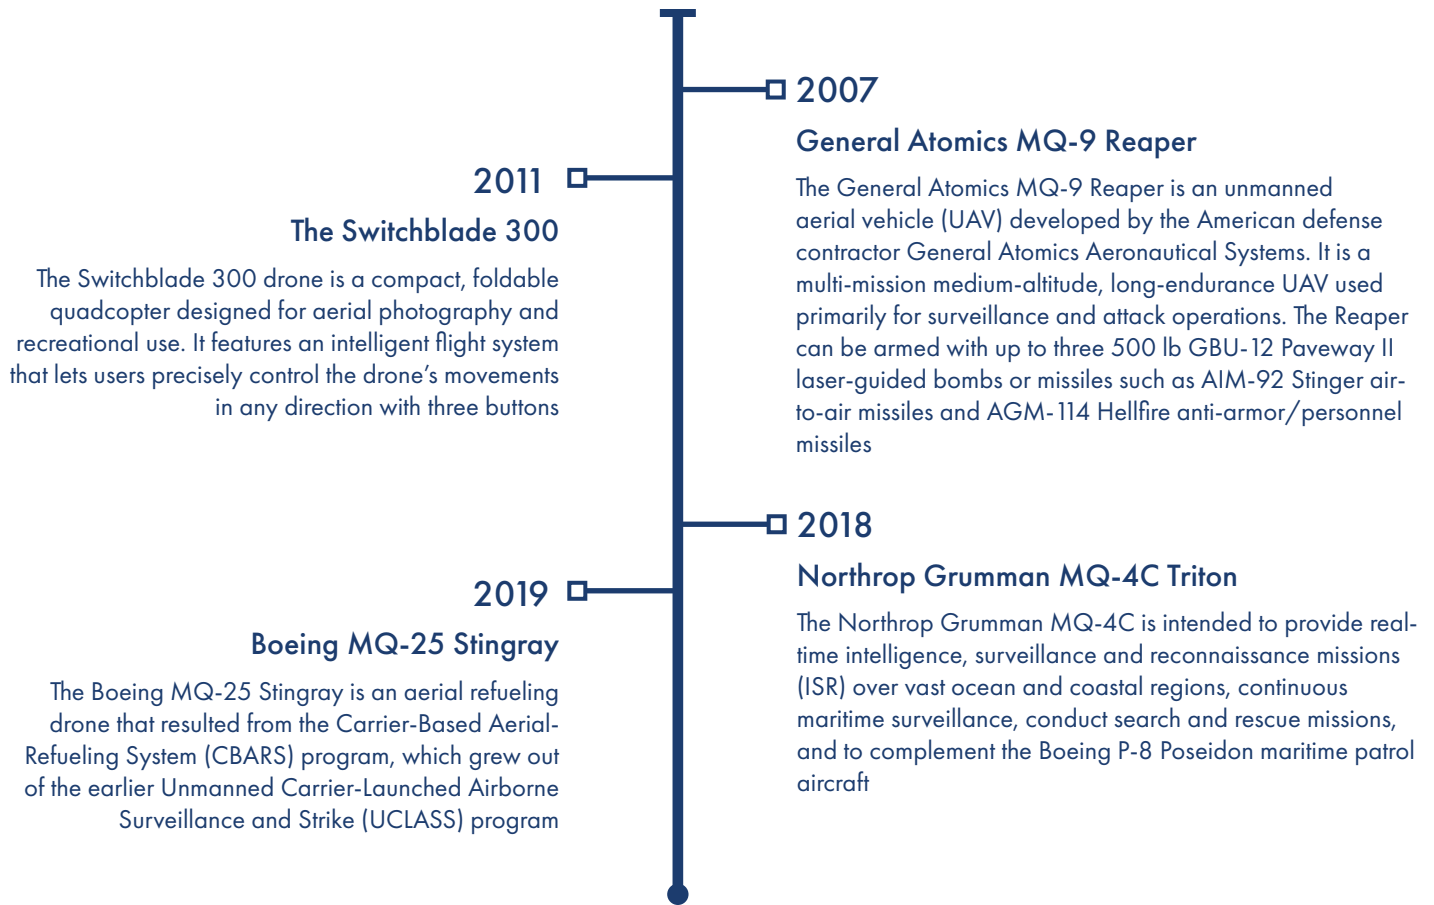 2007
General Atomics MQ-9 Reaper
The General Atomics MQ-9 Reaper is an unmanned
aerial vehicle (UAV) developed by the American defense
contractor General Atomics Aeronautical Systems. It is a
multi-mission medium-altitude, long-endurance UAV used
primarily for surveillance and attack operations. The Reaper
can be armed with up to three 500 lb GBU-12 Paveway II
laser-guided bombs or missiles such as AIM-92 Stinger air-
to-air missiles and AGM-114 Hellfire anti-armor/personnel
missiles
2011
The Switchblade 300
The Switchblade 300 drone is a compact, foldable
quadcopter designed for aerial photography and
recreational use. It features an intelligent flight system
that lets users precisely control the drone’s movements
in any direction with three buttons
2018
Northrop Grumman MQ-4C Triton
The Northrop Grumman MQ-4C is intended to provide real-
time intelligence, surveillance and reconnaissance missions
(ISR) over vast ocean and coastal regions, continuous
maritime surveillance, conduct search and rescue missions,
and to complement the Boeing P-8 Poseidon maritime patrol
aircraft
2019
Boeing MQ-25 Stingray
The Boeing MQ-25 Stingray is an aerial refueling
drone that resulted from the Carrier-Based Aerial-
Refueling System (CBARS) program, which grew out
of the earlier Unmanned Carrier-Launched Airborne
Surveillance and Strike (UCLASS) program